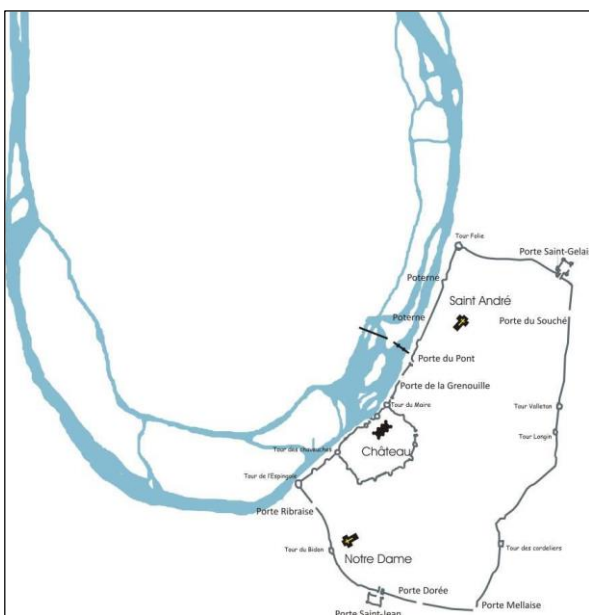 Tour Folie
Porte Saint-Gelais
Poterne
Saint André
Poterne
Porte du Souché
Porte du Pont
Porte de la Grenouille
Tour du Maire
Tour Valleton
Château
Tour Longin
Tour de l'Espingole
Porte Ribraise
Tour du Bidon
Notre Dame
Tour des cordeliers
Porte Dorée
Porte Mellaise
Porte Saint-Jean